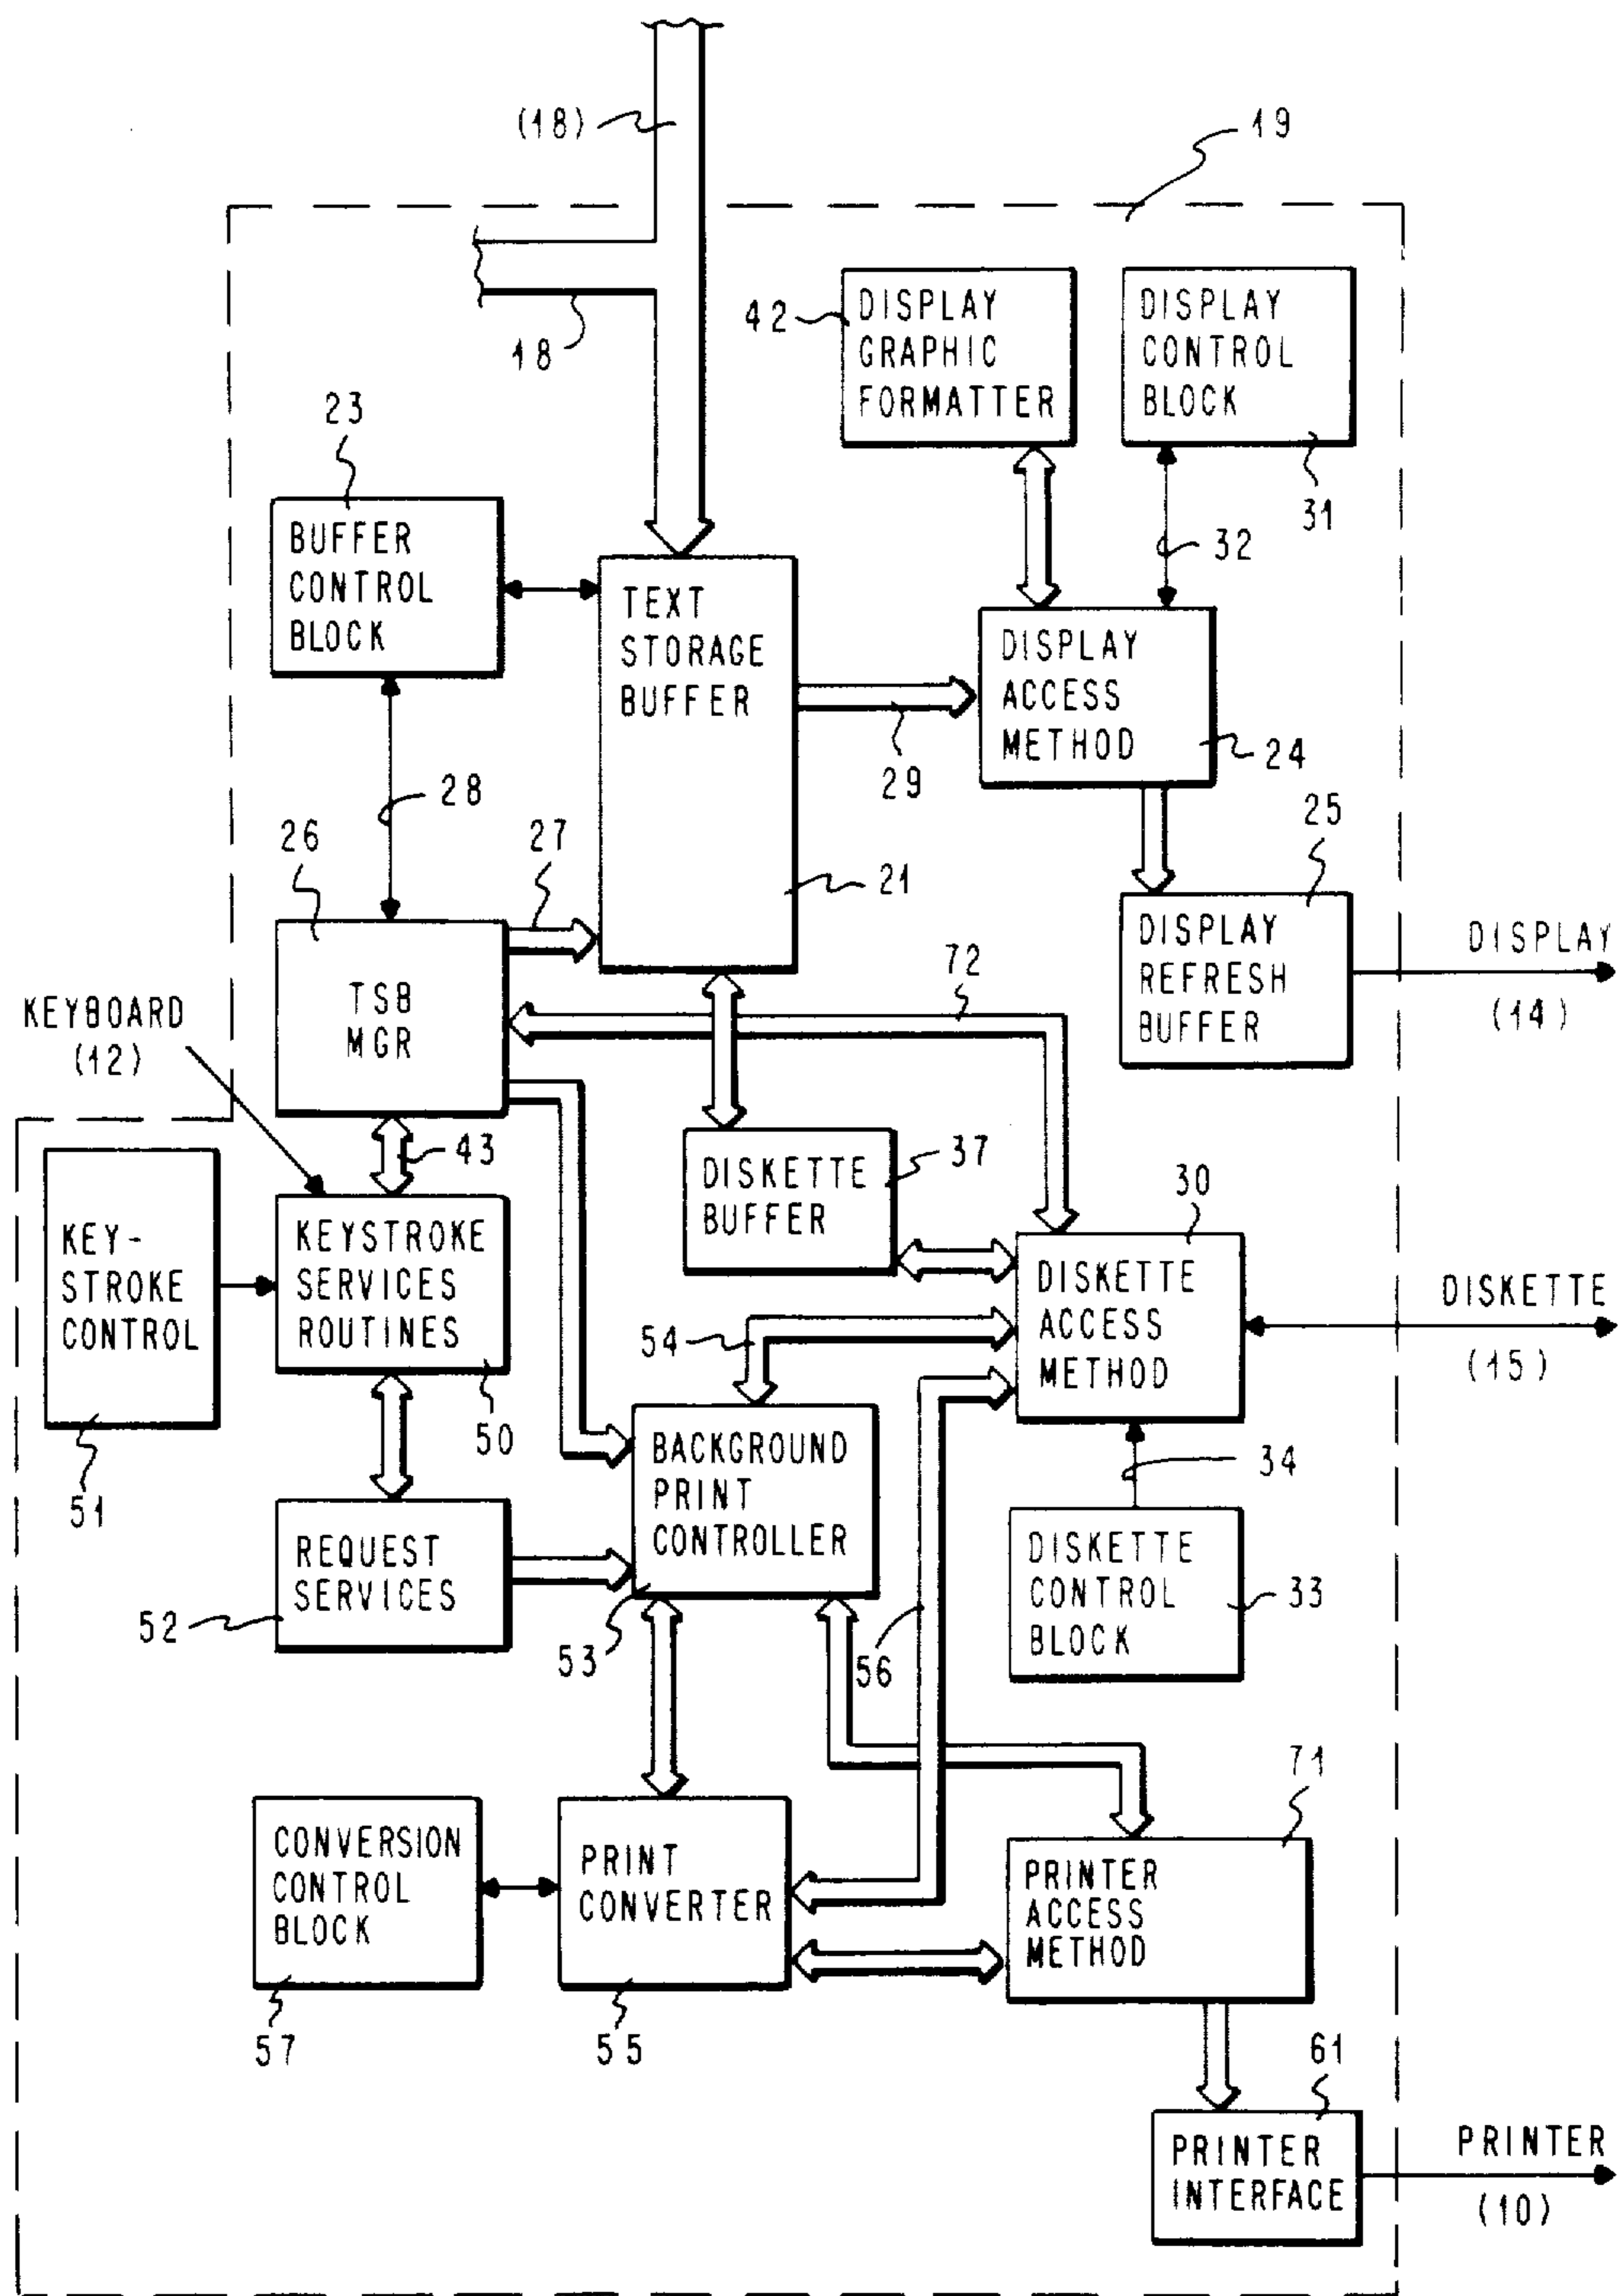 (18)
19
18
42
DISPLAY
GRAPHIC
FORMATTER
DISPLAY
CONTROL
BLOCK
31
32
23
BUFFER
CONTROL
BLOCK
TEXT
STORAGE
BUFFER
21
29
DISPLAY
ACCESS
METHOD
24
25
DISPLAY
REFRESH
BUFFER
DISPLAY
(14)
28
26
27
TSB
MGR
72
KEYBOARD
(12)
43
DISKETTE
BUFFER
37
30
DISKETTE
ACCESS
METHOD
DISKETTE
(15)
KEY-
STROKE
CONTROL
51
KEYSTROKE
SERVICES
ROUTINES
50
54
BACKGROUND
PRINT
CONTROLLER
53
34
DISKETTE
CONTROL
BLOCK
33
REQUEST
SERVICES
52
56
71
CONVERSION
CONTROL
BLOCK
57
PRINT
CONVERTER
55
PRINTER
ACCESS
METHOD
61
PRINTER
INTERFACE
PRINTER
(10)